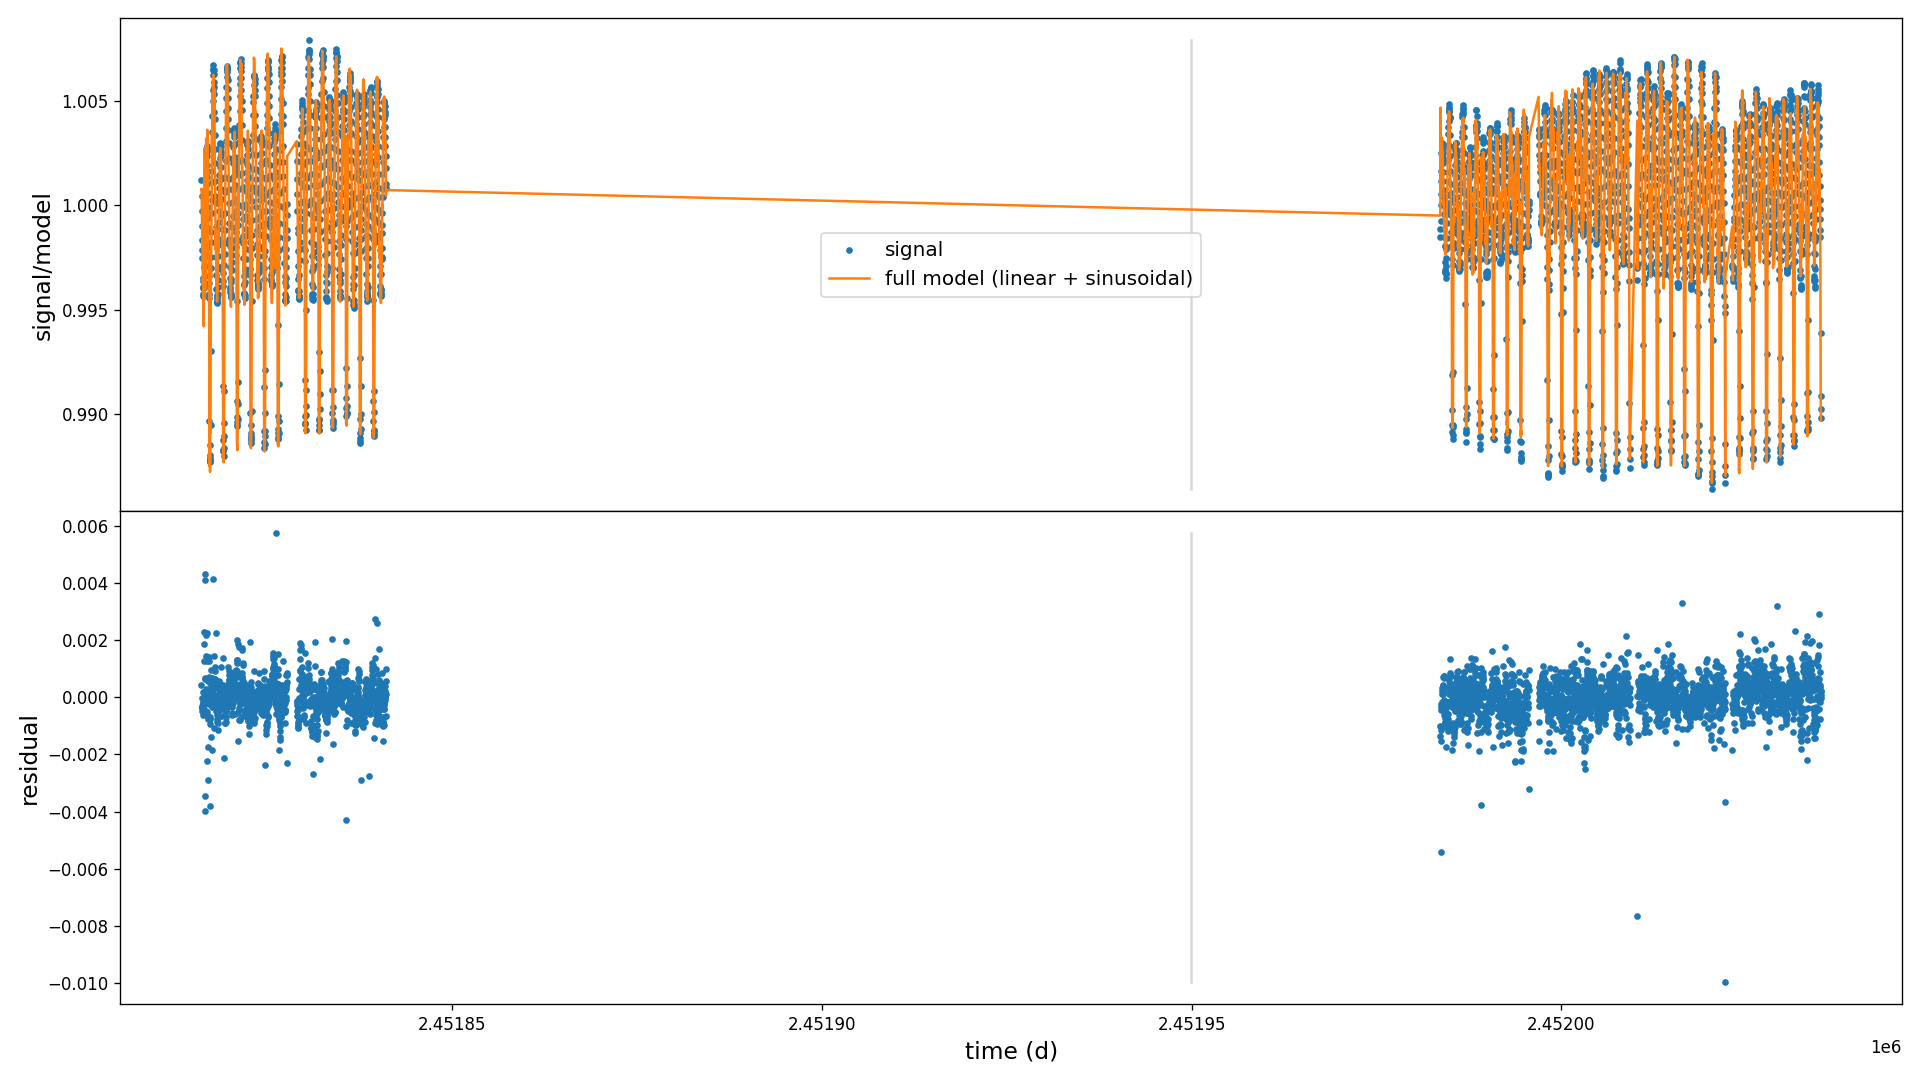 signal/model
1.005
1.000
0.995
0.990
signal
full model (linear + sinusoidal)
residual
0.006
0.004
0.002
0.000
−0.002
−0.004
−0.006
−0.008
−0.010
2.45185
2.45190
2.45195
2.45200
1e6
time (d)